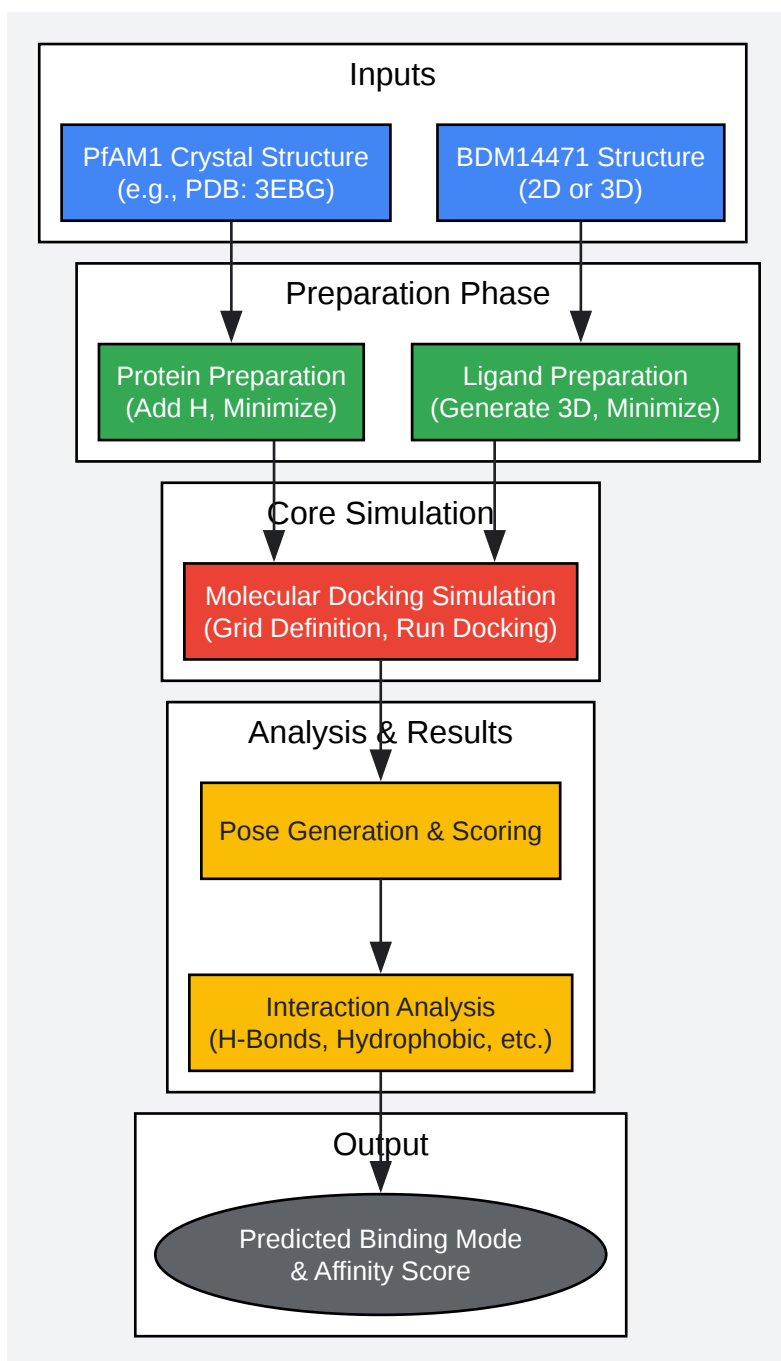 Inputs
PfAM1 Crystal Structure
(e.g., PDB: 3EBG)
BDM14471 Structure
(2D or 3D)
Preparation Phase
Protein Preparation
(Add H, Minimize)
Ligand Preparation
(Generate 3D, Minimize)
Core Simulation
Molecular Docking Simulation
(Grid Definition, Run Docking)
Analysis & Results
Pose Generation & Scoring
Interaction Analysis
(H-Bonds, Hydrophobic, etc.)
Output
Predicted Binding Mode
& Affinity Score